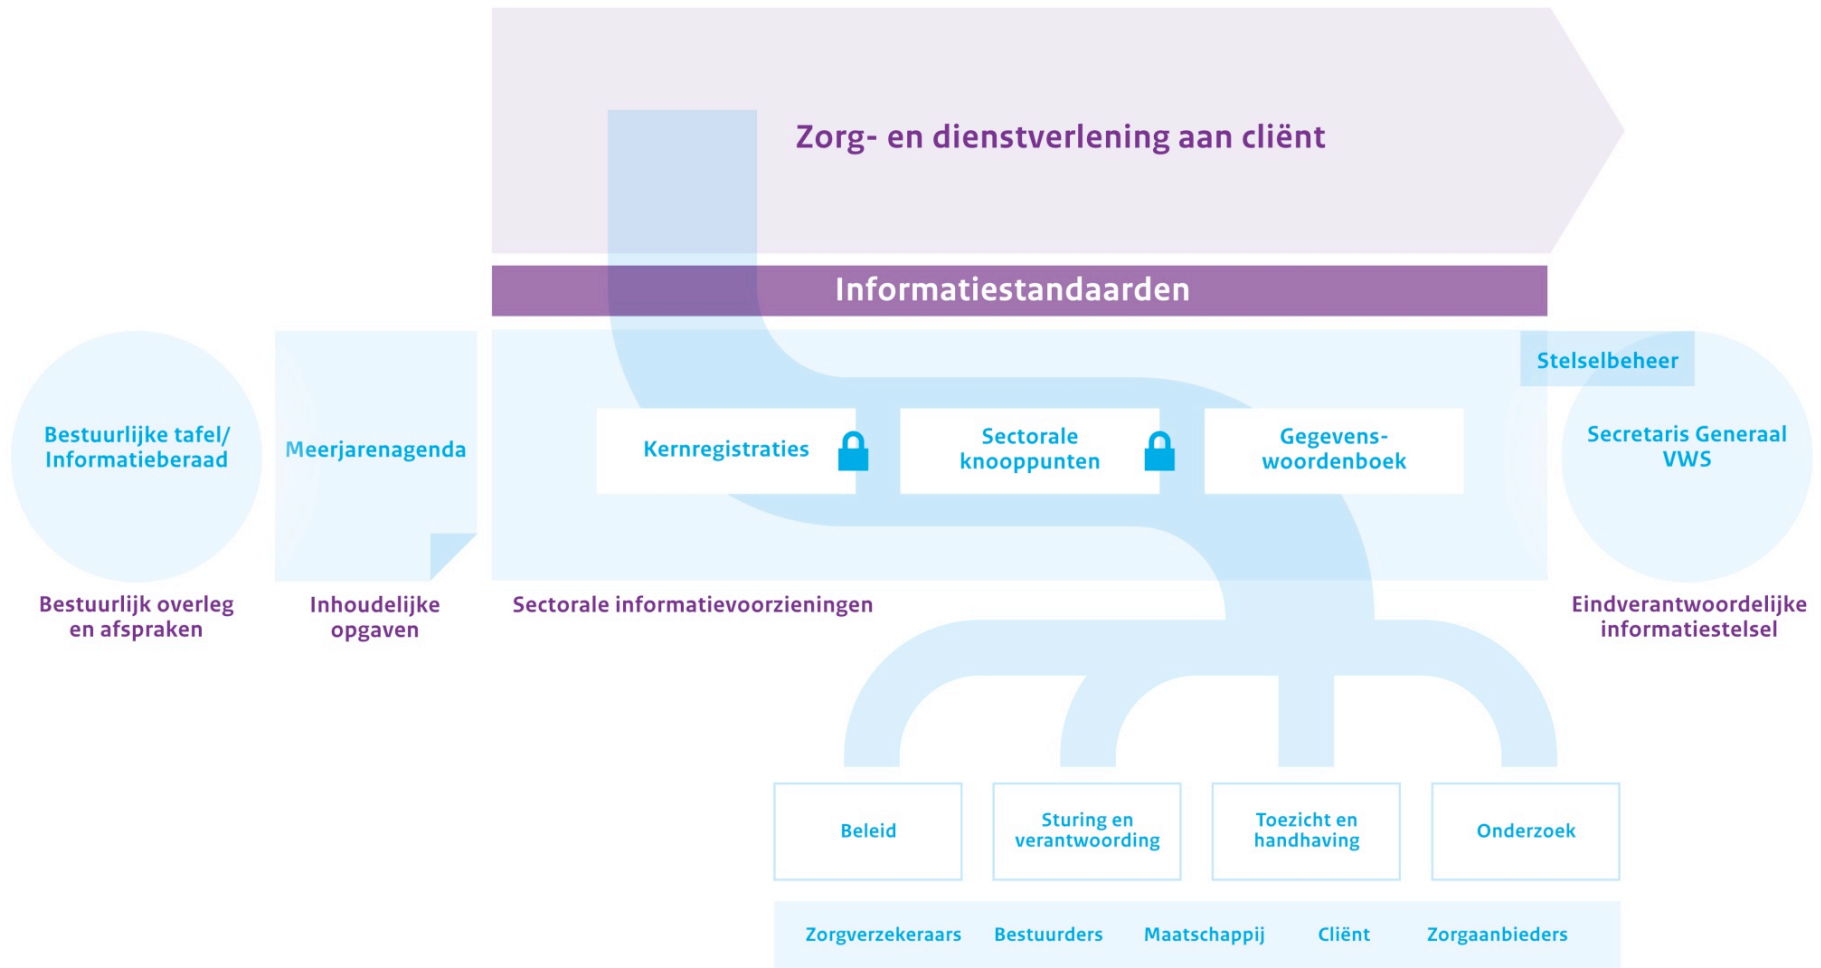 Zorg- en dienstverlening aan cliënt
Informatiestandaarden
Stelselbeheer
Bestuurlijke tafel/
Informatieberaad
Meerjarenagenda
Kernregistraties
Sectorale
knooppunten
Gegevens-
woordenboek
Secretaris Generaal
VWS
Bestuurlijk overleg
en afspraken
Inhoudelijke
opgaven
Sectorale informatievoorzieningen
Eindverantwoordelijke
informatiestelsel
Beleid
Sturing en
verantwoording
Toezicht en
handhaving
Onderzoek
Zorgverzekeraars Bestuurders Maatschappij Cliënt Zorgaanbieders